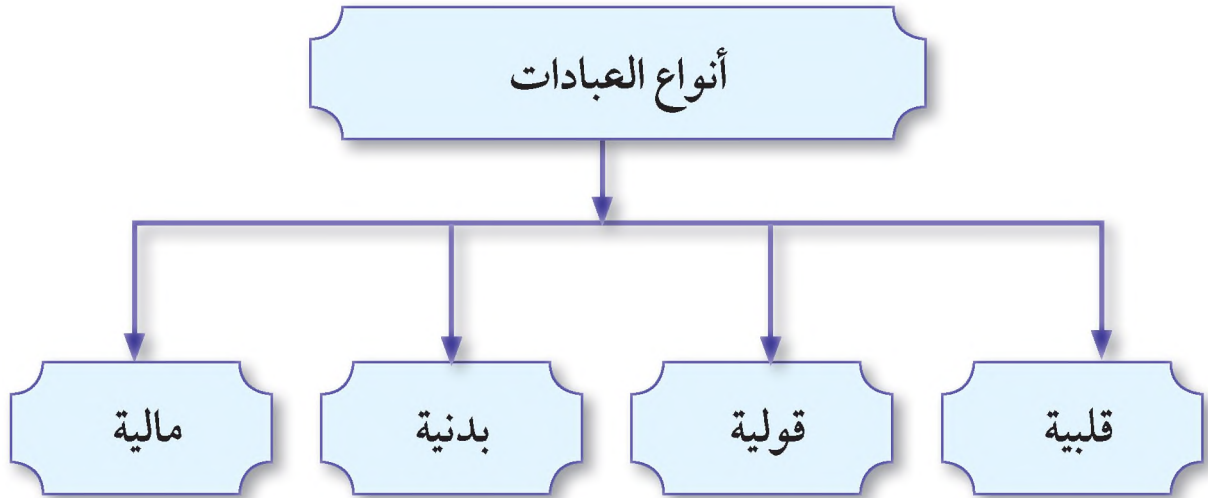 أنواع العبادات
قلبية
قولية
بدنية
مالية